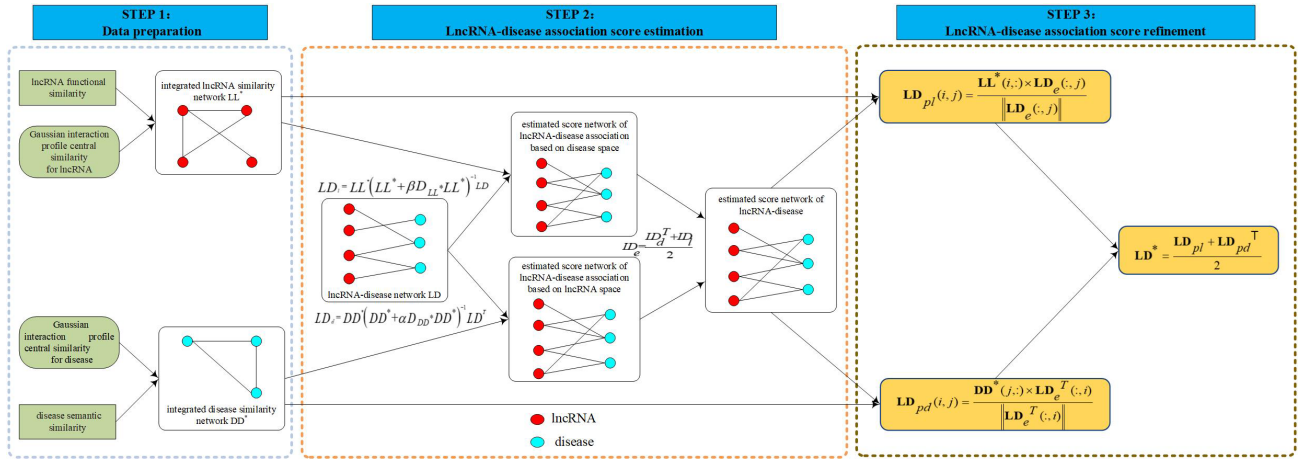 STEP 1:
Data preparation
STEP 2:
LncRNA-disease association score estimation
STEP 3:
LncRNA-disease association score refinement
lncRNA functional
similarity
Gaussian interaction
profile central
similarity
for lncRNA
integrated lncRNA similarity
network LL*
Gaussian
interaction profile
central similarity
for disease
disease semantic
similarity
integrated disease similarity
network DD*
LD_l = LL*(LL* + βD_{LL*}LL*)^{-1} LD
lncRNA-disease network LD
LD_d = DD*(DD* + αD_{DD*}DD*)^{-1} LD^T
estimated score network of
lncRNA-disease association
based on disease space
estimated score network of
lncRNA-disease association
based on lncRNA space
LD_e = (LD_d^T + LD_l) / 2
estimated score network of
lncRNA-disease
lncRNA
disease
LD_pl(i,j) = LL*(i,:) × LD_e(:,j) / ||LD_e(:,j)||
LD* = (LD_pl + LD_pd^T) / 2
LD_pd(i,j) = DD*(j,:) × LD_e^T(:,i) / ||LD_e^T(:,i)||